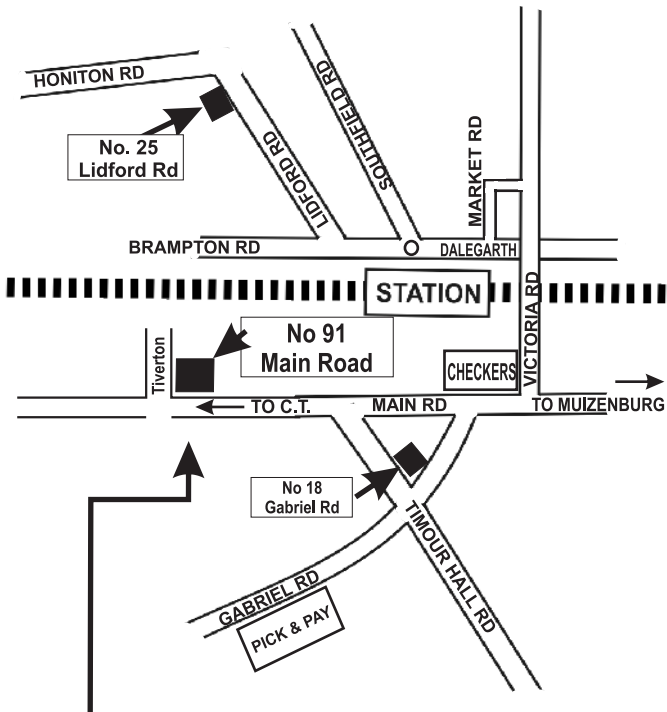 HONITON RD
SOUTHFIELD RD
No. 25
Lidford Rd
LIDFORD RD
MARKET RD
BRAMPTON RD
DALEGARTH
STATION
VICTORIA RD
No 91
Main Road
Tiverton
CHECKERS
TO C.T.
MAIN RD
TO MUIZENBURG
No 18
Gabriel Rd
TIMOUR HALL RD
GABRIEL RD
PICK & PAY